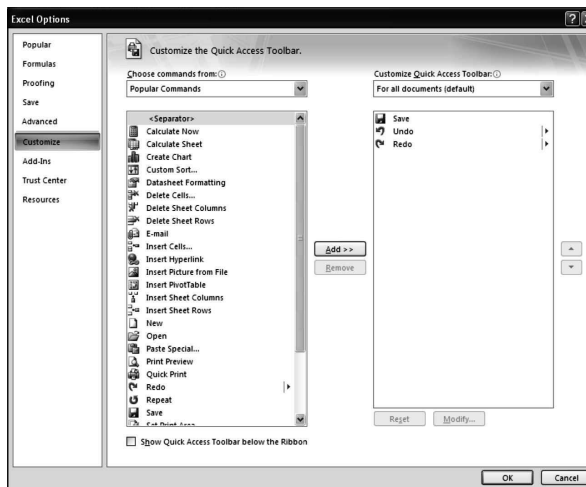 Excel Options
Popular
Formulas
Proofing
Save
Advanced
Customize
Add-Ins
Trust Center
Resources
Customize the Quick Access Toolbar.
Choose commands from:
Popular Commands
<Separator>
Calculate Now
Calculate Sheet
Create Chart
Custom Sort...
Datasheet Formatting
Delete Cells...
Delete Sheet Columns
Delete Sheet Rows
E-mail
Insert Cells...
Insert Hyperlink
Insert Picture from File
Insert PivotTable
Insert Sheet Columns
Insert Sheet Rows
New
Open
Paste Special...
Print Preview
Quick Print
Redo
Repeat
Save
Set Print Area
Show Quick Access Toolbar below the Ribbon
Add >>
Remove
Customize Quick Access Toolbar:
For all documents (default)
Save
Undo
Redo
Reset
Modify...
OK
Cancel